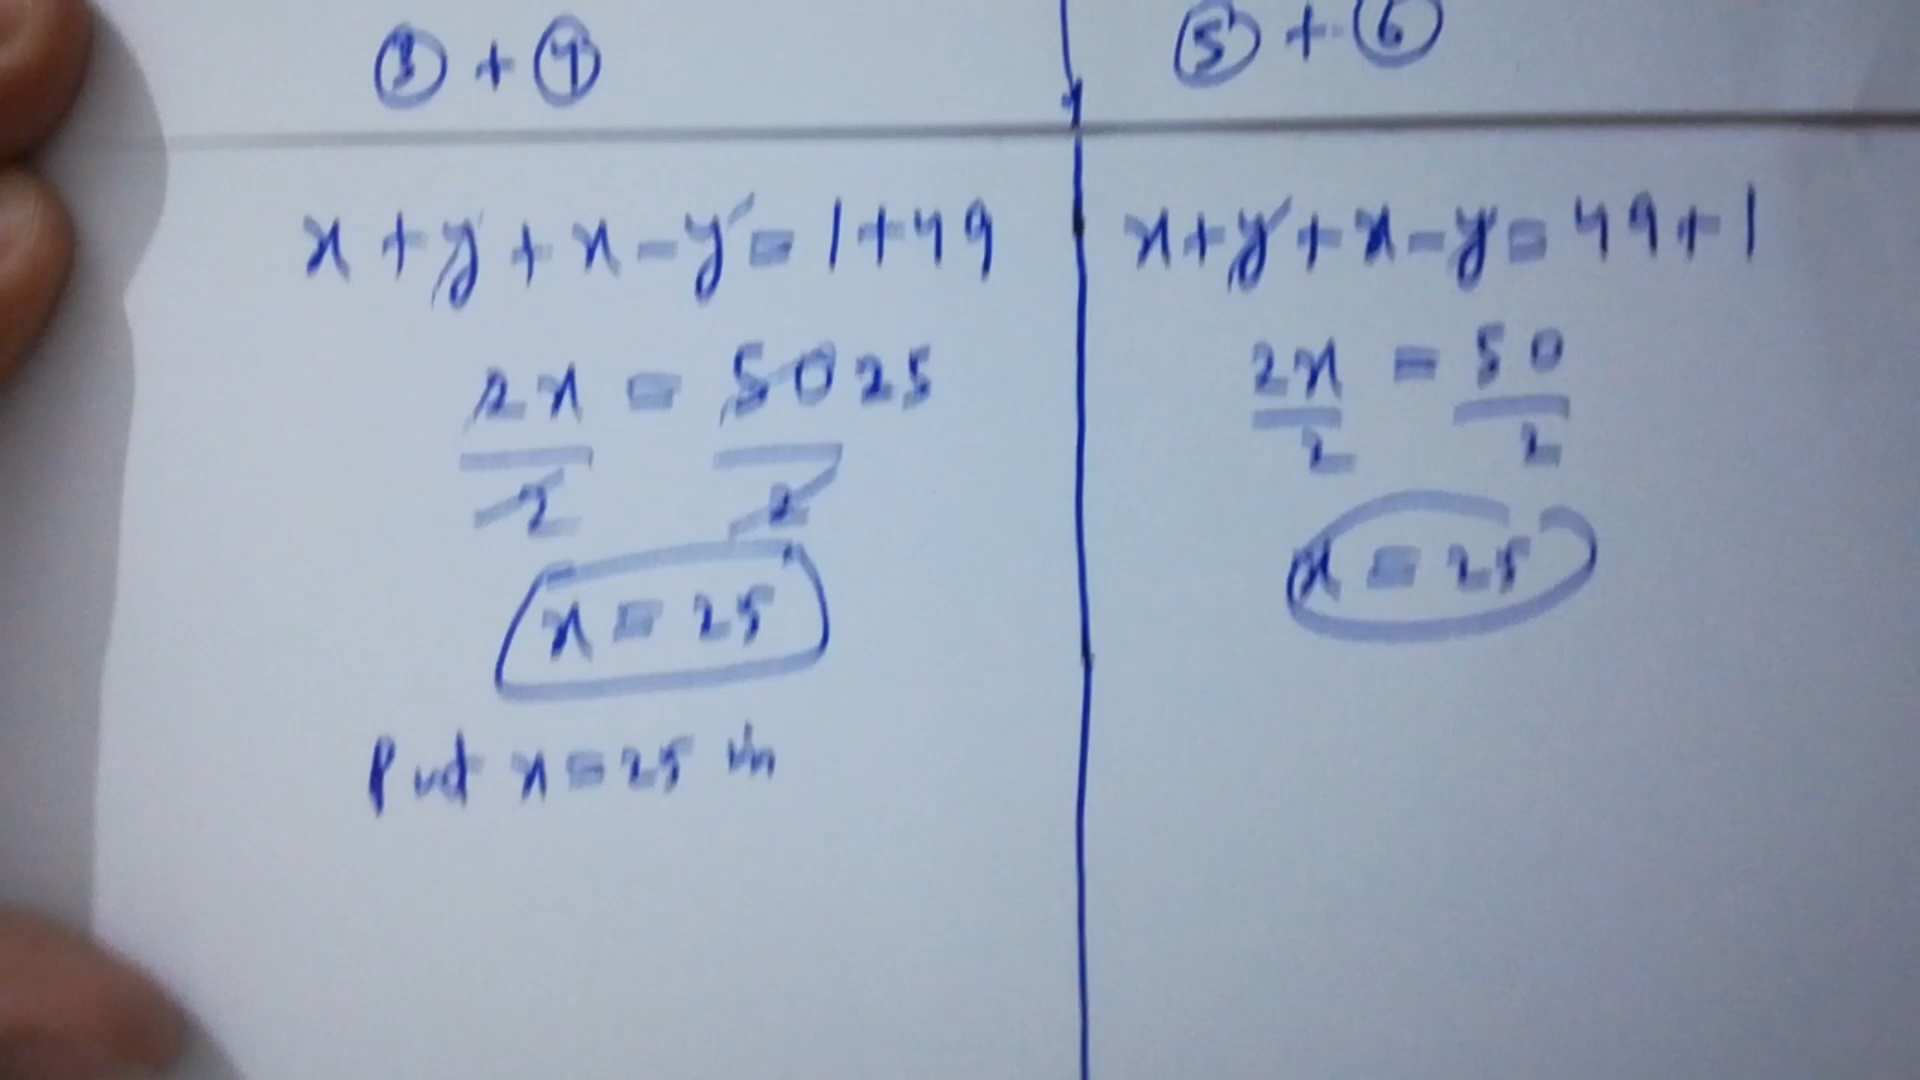 ③ + ④
x + y + x - y = 1 + 49
2x = 50 25
2 2
x = 25
Put x = 25 in
⑤ + ⑥
x + y + x - y = 49 + 1
2x = 50
2 2
x = 25